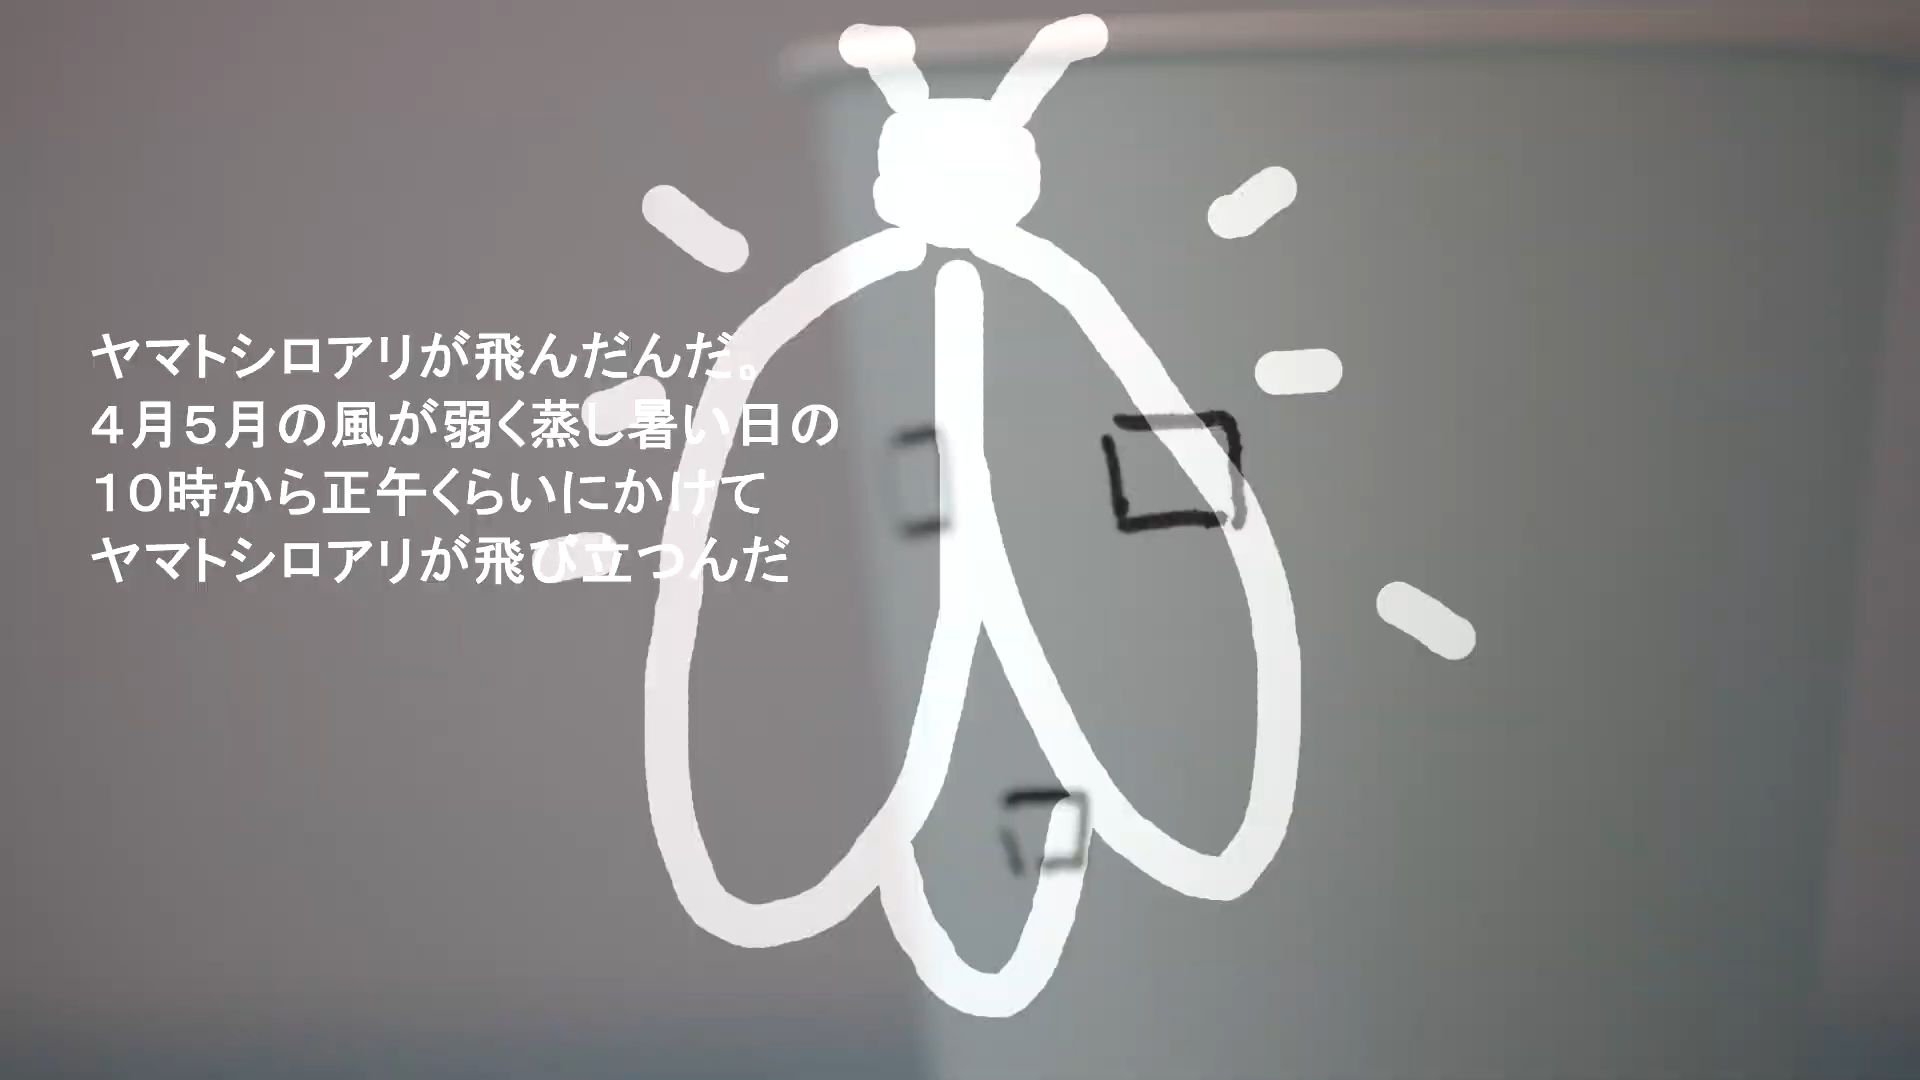 ヤマトシロアリが飛んだんだ。
４月５月の風が弱く蒸し暑い日の
１０時から正午くらいにかけて
ヤマトシロアリが飛び立つんだ